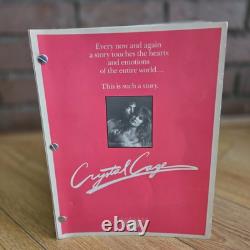 Every now and again
a story touches the hearts
and emotions
of the entire world...
This is such a story.
Crystal Cage